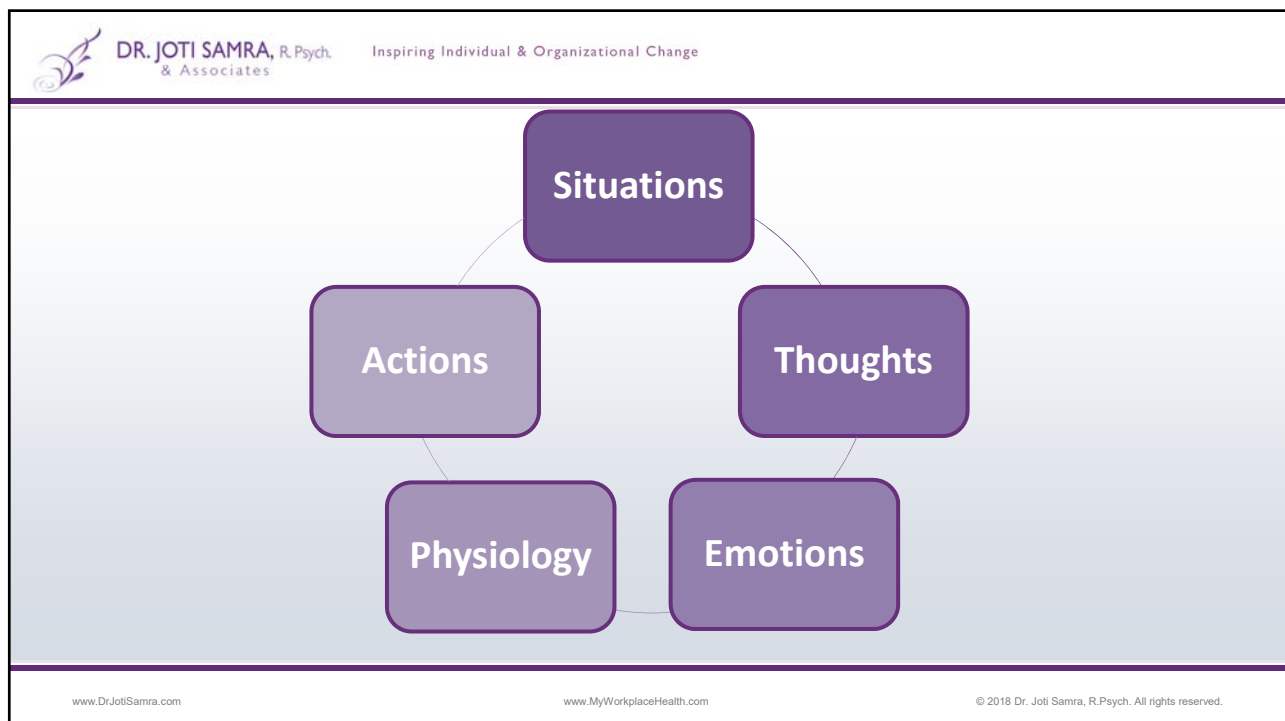 DR. JOTI SAMRA, R.Psych.
& Associates
Inspiring Individual & Organizational Change
Situations
Thoughts
Emotions
Physiology
Actions
www.DrJotiSamra.com
www.MyWorkplaceHealth.com
© 2018 Dr. Joti Samra, R.Psych. All rights reserved.